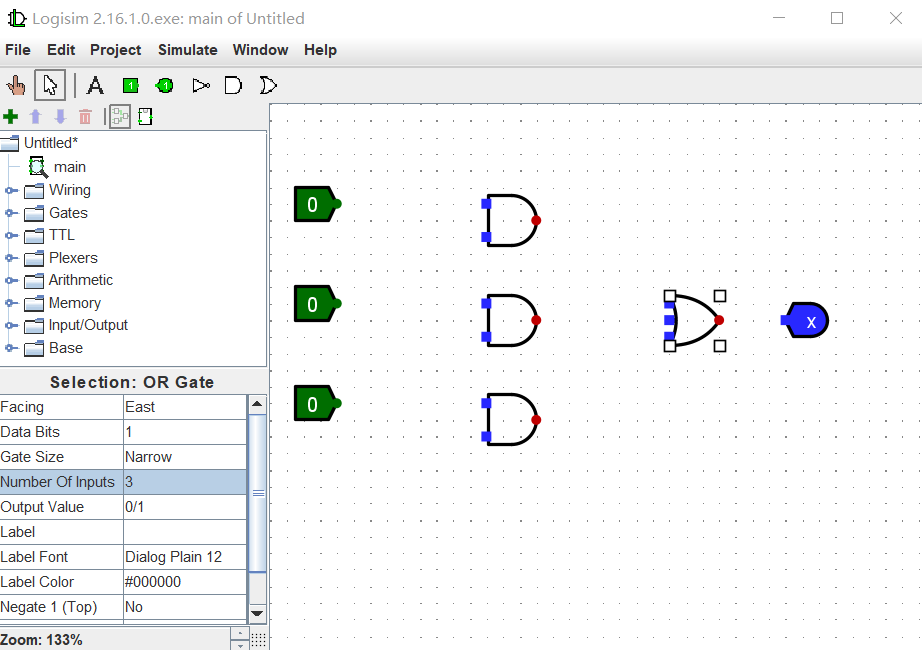 Logisim 2.16.1.0.exe: main of Untitled
File Edit Project Simulate Window Help
A 1 1
Untitled*
main
Wiring
Gates
TTL
Plexers
Arithmetic
Memory
Input/Output
Base
Selection: OR Gate
Facing East
Data Bits 1
Gate Size Narrow
Number Of Inputs 3
Output Value 0/1
Label
Label Font Dialog Plain 12
Label Color #000000
Negate 1 (Top) No
Zoom: 133%
0
0
x
0